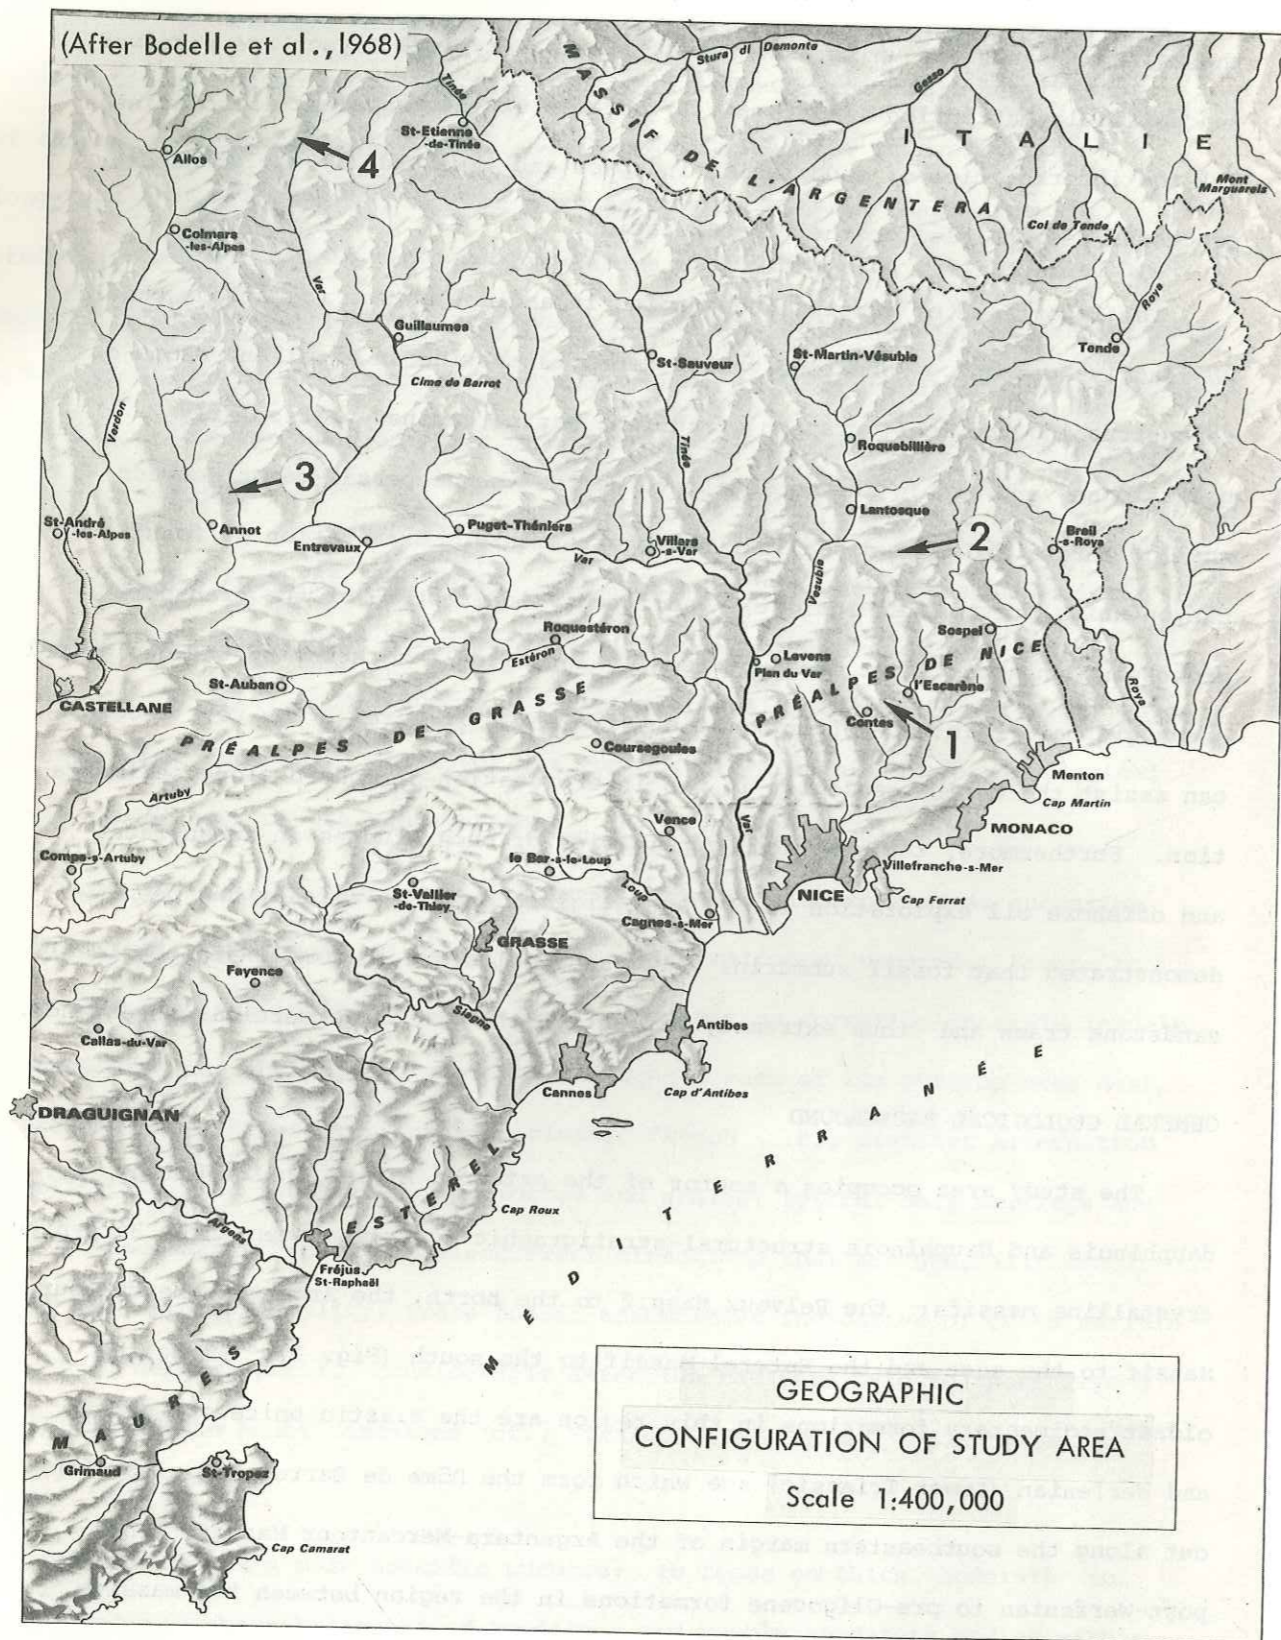 (After Bodelle et al., 1968)
MASSIF DE L'ARGENTERA
Stura di Demonte
Gesso
ITALIE
Tinée
St-Etienne
-de-Tinée
Allos
4
Mont
Marguareis
Col de Tende
Colmars
-les-Alpes
Var
Roya
Guillaumes
Tende
St-Sauveur
St-Martin-Vésubie
Cime de Barrot
Verdon
Tinée
Roquebillière
3
St-André
-les-Alpes
Annot
Entrevaux
Puget-Théniers
Lantosque
2
Villars
-s-Var
Breil
-s-Roya
Var
Vesubie
Roquestéron
Sospel
Estéron
Levens
Plan du Var
PRÉALPES DE NICE
St-Auban
l'Escarène
Roya
CASTELLANE
Contes
PRÉALPES DE GRASSE
Coursegoules
1
Menton
Artuby
Cap Martin
Vence
Var
MONACO
Comps-s-Artuby
le Bar-s-le-Loup
Villefranche-s-Mer
St-Vallier
-de-Thiey
Loup
NICE
Cap Ferrat
Cagnes-s-Mer
GRASSE
Fayence
Siagne
Antibes
Callas-du-Var
Cannes
Cap d'Antibes
DRAGUIGNAN
MEDITERRANÉE
ESTEREL
Cap Roux
Argens
Fréjus
St-Raphaël
MAURES
Grimaud
St-Tropez
Cap Camarat
GEOGRAPHIC
CONFIGURATION OF STUDY AREA
Scale 1:400,000